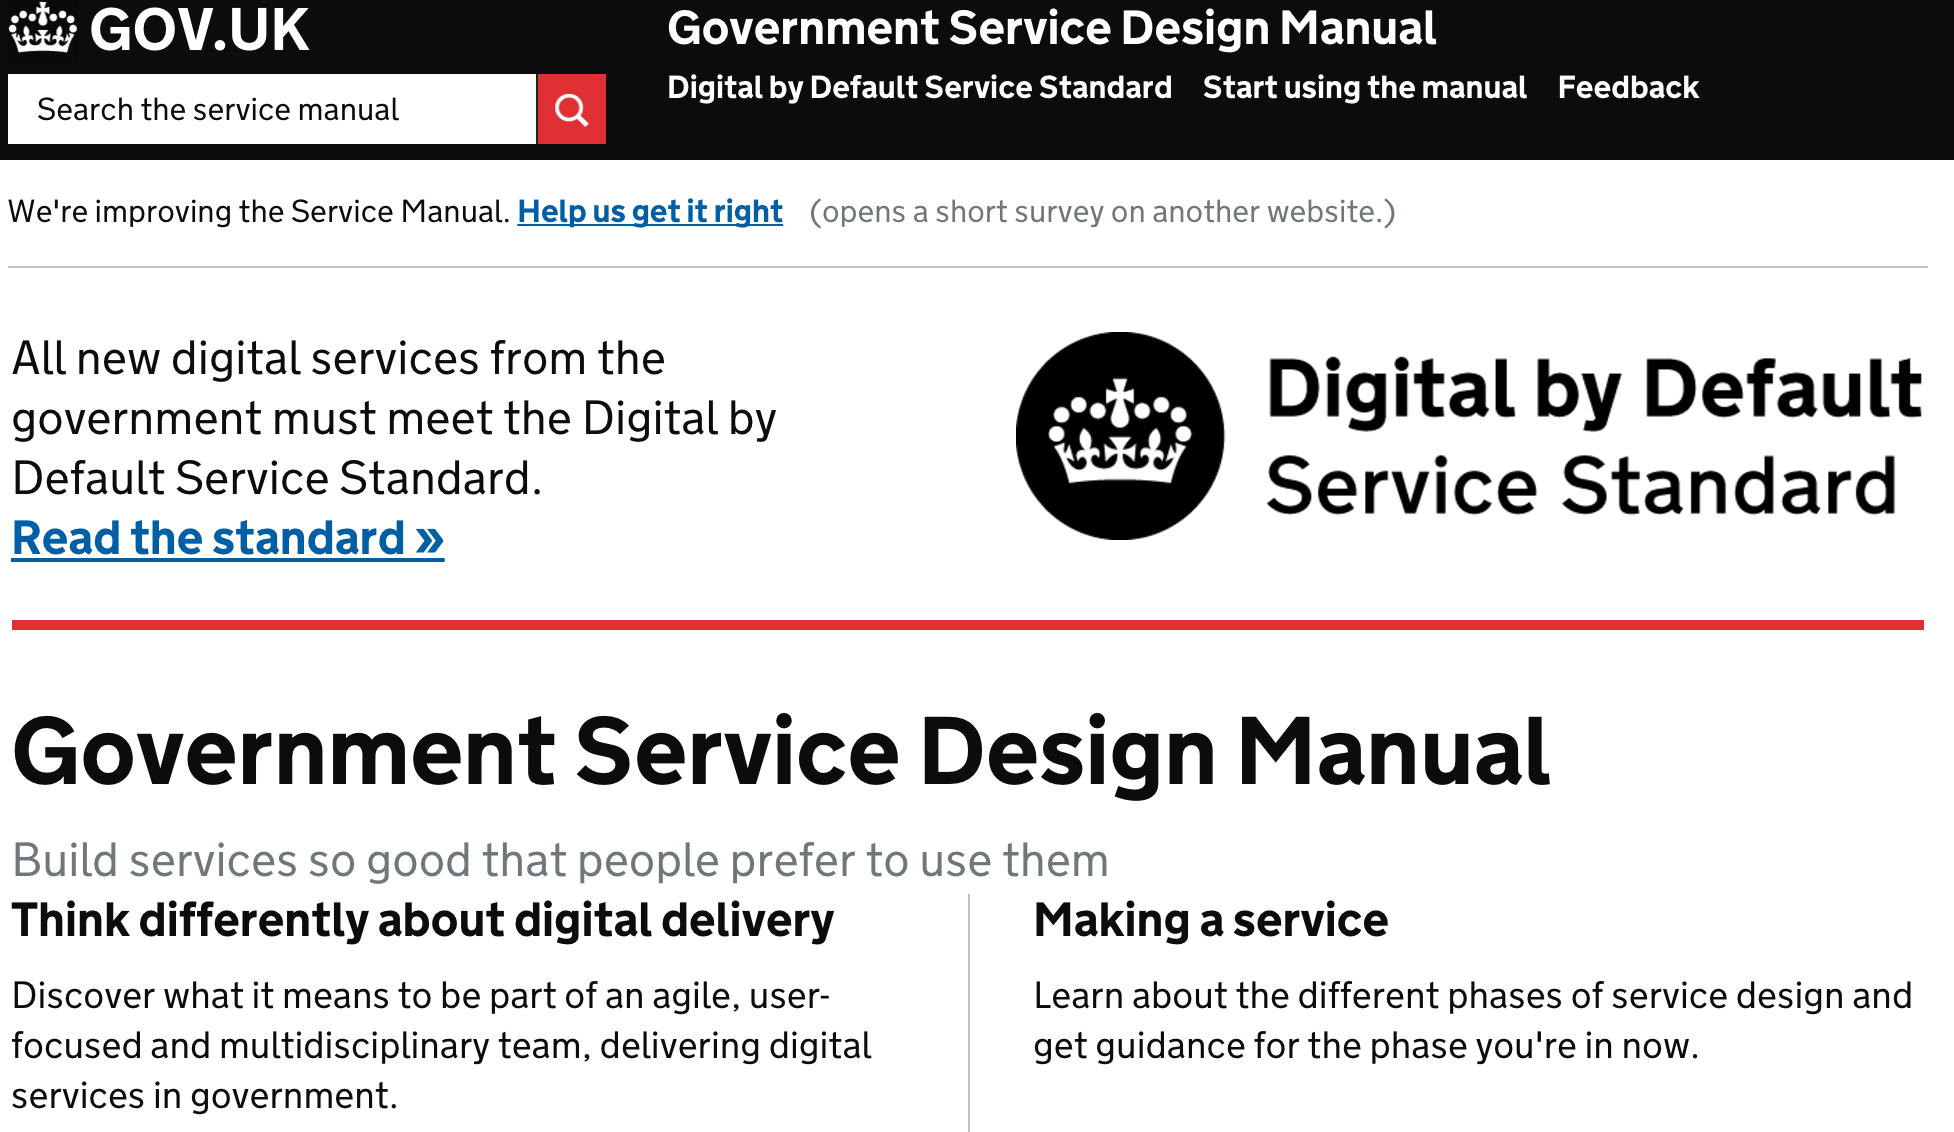 GOV.UK
Government Service Design Manual
Search the service manual
Digital by Default Service Standard Start using the manual Feedback
We're improving the Service Manual. Help us get it right (opens a short survey on another website.)
All new digital services from the
government must meet the Digital by
Default Service Standard.
Read the standard »
Digital by Default
Service Standard
Government Service Design Manual
Build services so good that people prefer to use them
Think differently about digital delivery
Discover what it means to be part of an agile, user-
focused and multidisciplinary team, delivering digital
services in government.
Making a service
Learn about the different phases of service design and
get guidance for the phase you're in now.